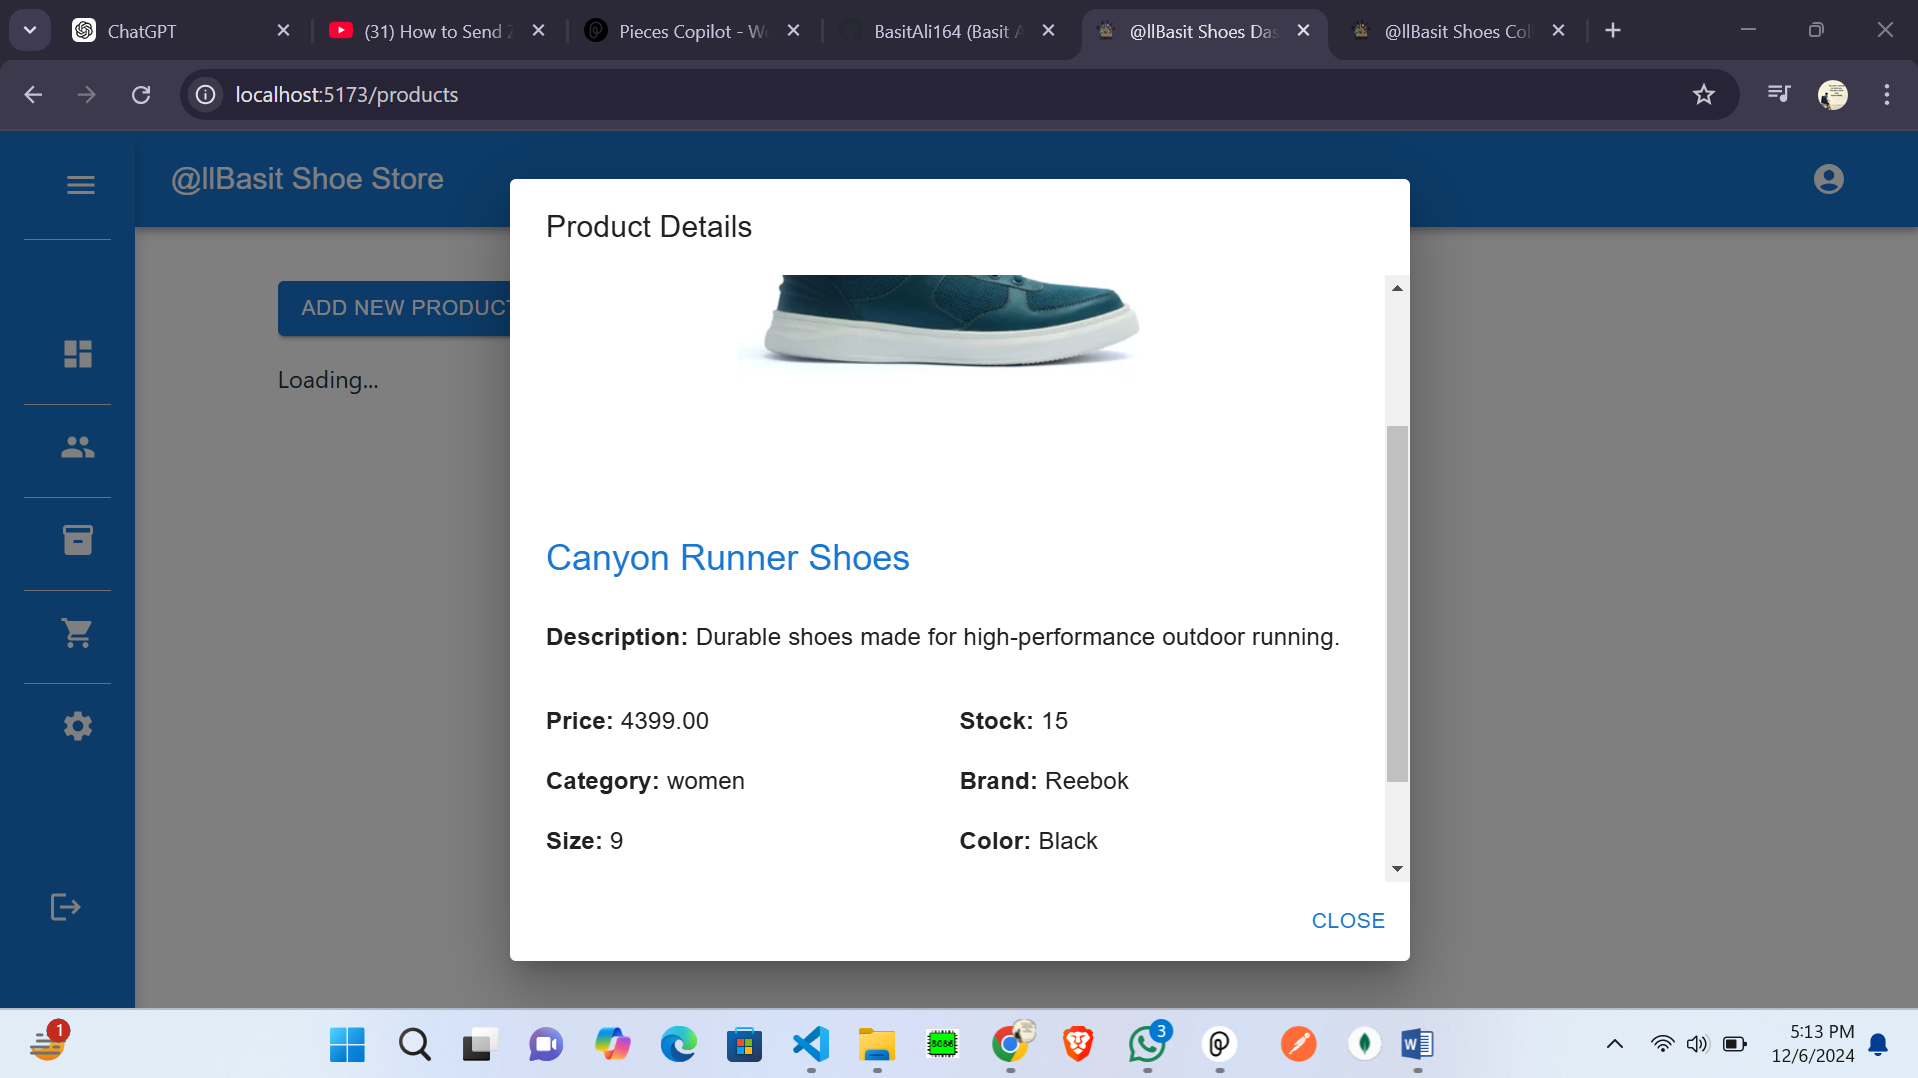 ChatGPT
(31) How to Send Z
Pieces Copilot - We
BasitAli164 (Basit A
@llBasit Shoes Das
@llBasit Shoes Col
localhost:5173/products
@llBasit Shoe Store
Product Details
ADD NEW PRODUCT
Loading...
Canyon Runner Shoes
Description: Durable shoes made for high-performance outdoor running.
Price: 4399.00
Stock: 15
Category: women
Brand: Reebok
Size: 9
Color: Black
CLOSE
1
8086
3
W
5:13 PM
12/6/2024